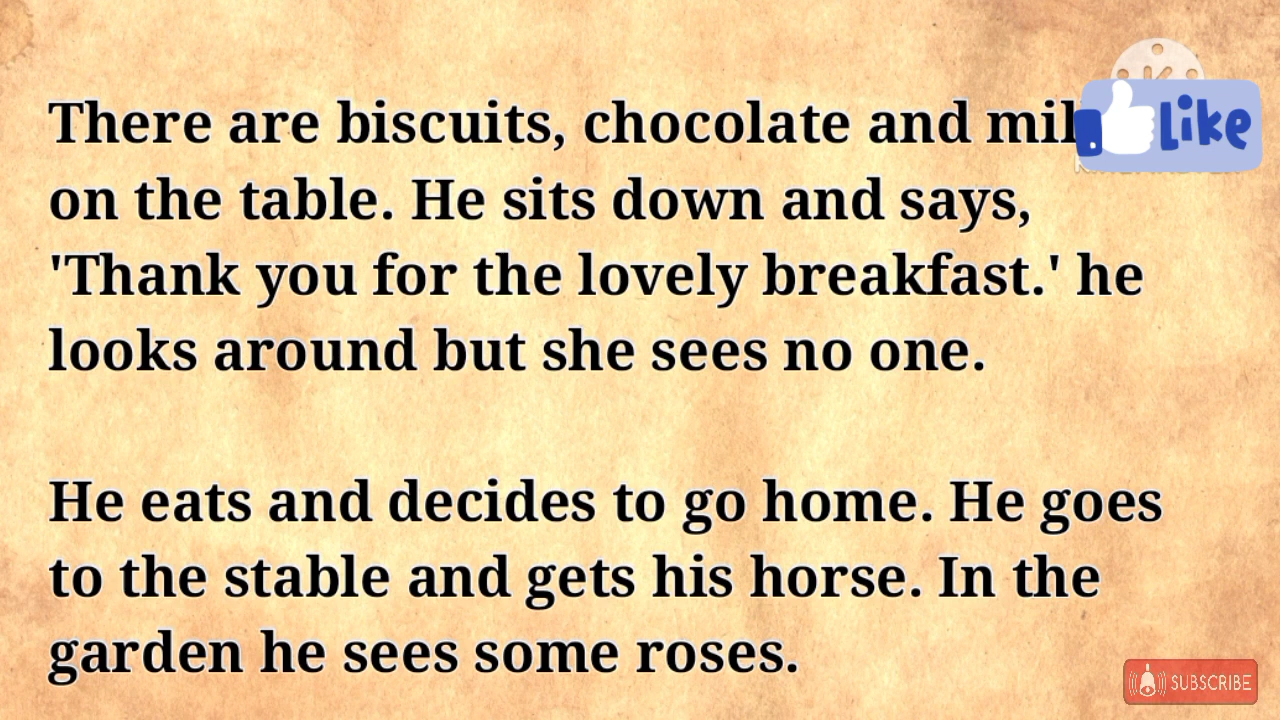 There are biscuits, chocolate and mil
on the table. He sits down and says,
'Thank you for the lovely breakfast.' he
looks around but she sees no one.
He eats and decides to go home. He goes
to the stable and gets his horse. In the
garden he sees some roses.
Like
SUBSCRIBE